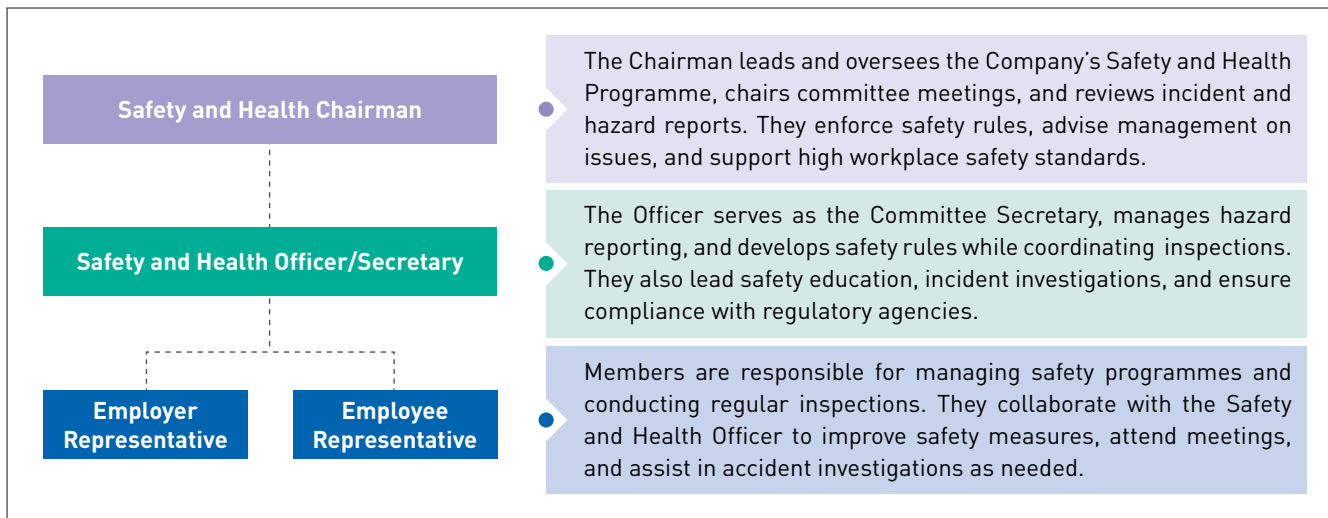 Safety and Health Chairman
The Chairman leads and oversees the Company’s Safety and Health
Programme, chairs committee meetings, and reviews incident and
hazard reports. They enforce safety rules, advise management on
issues, and support high workplace safety standards.
Safety and Health Officer/Secretary
The Officer serves as the Committee Secretary, manages hazard
reporting, and develops safety rules while coordinating inspections.
They also lead safety education, incident investigations, and ensure
compliance with regulatory agencies.
Employer
Representative
Employee
Representative
Members are responsible for managing safety programmes and
conducting regular inspections. They collaborate with the Safety
and Health Officer to improve safety measures, attend meetings,
and assist in accident investigations as needed.